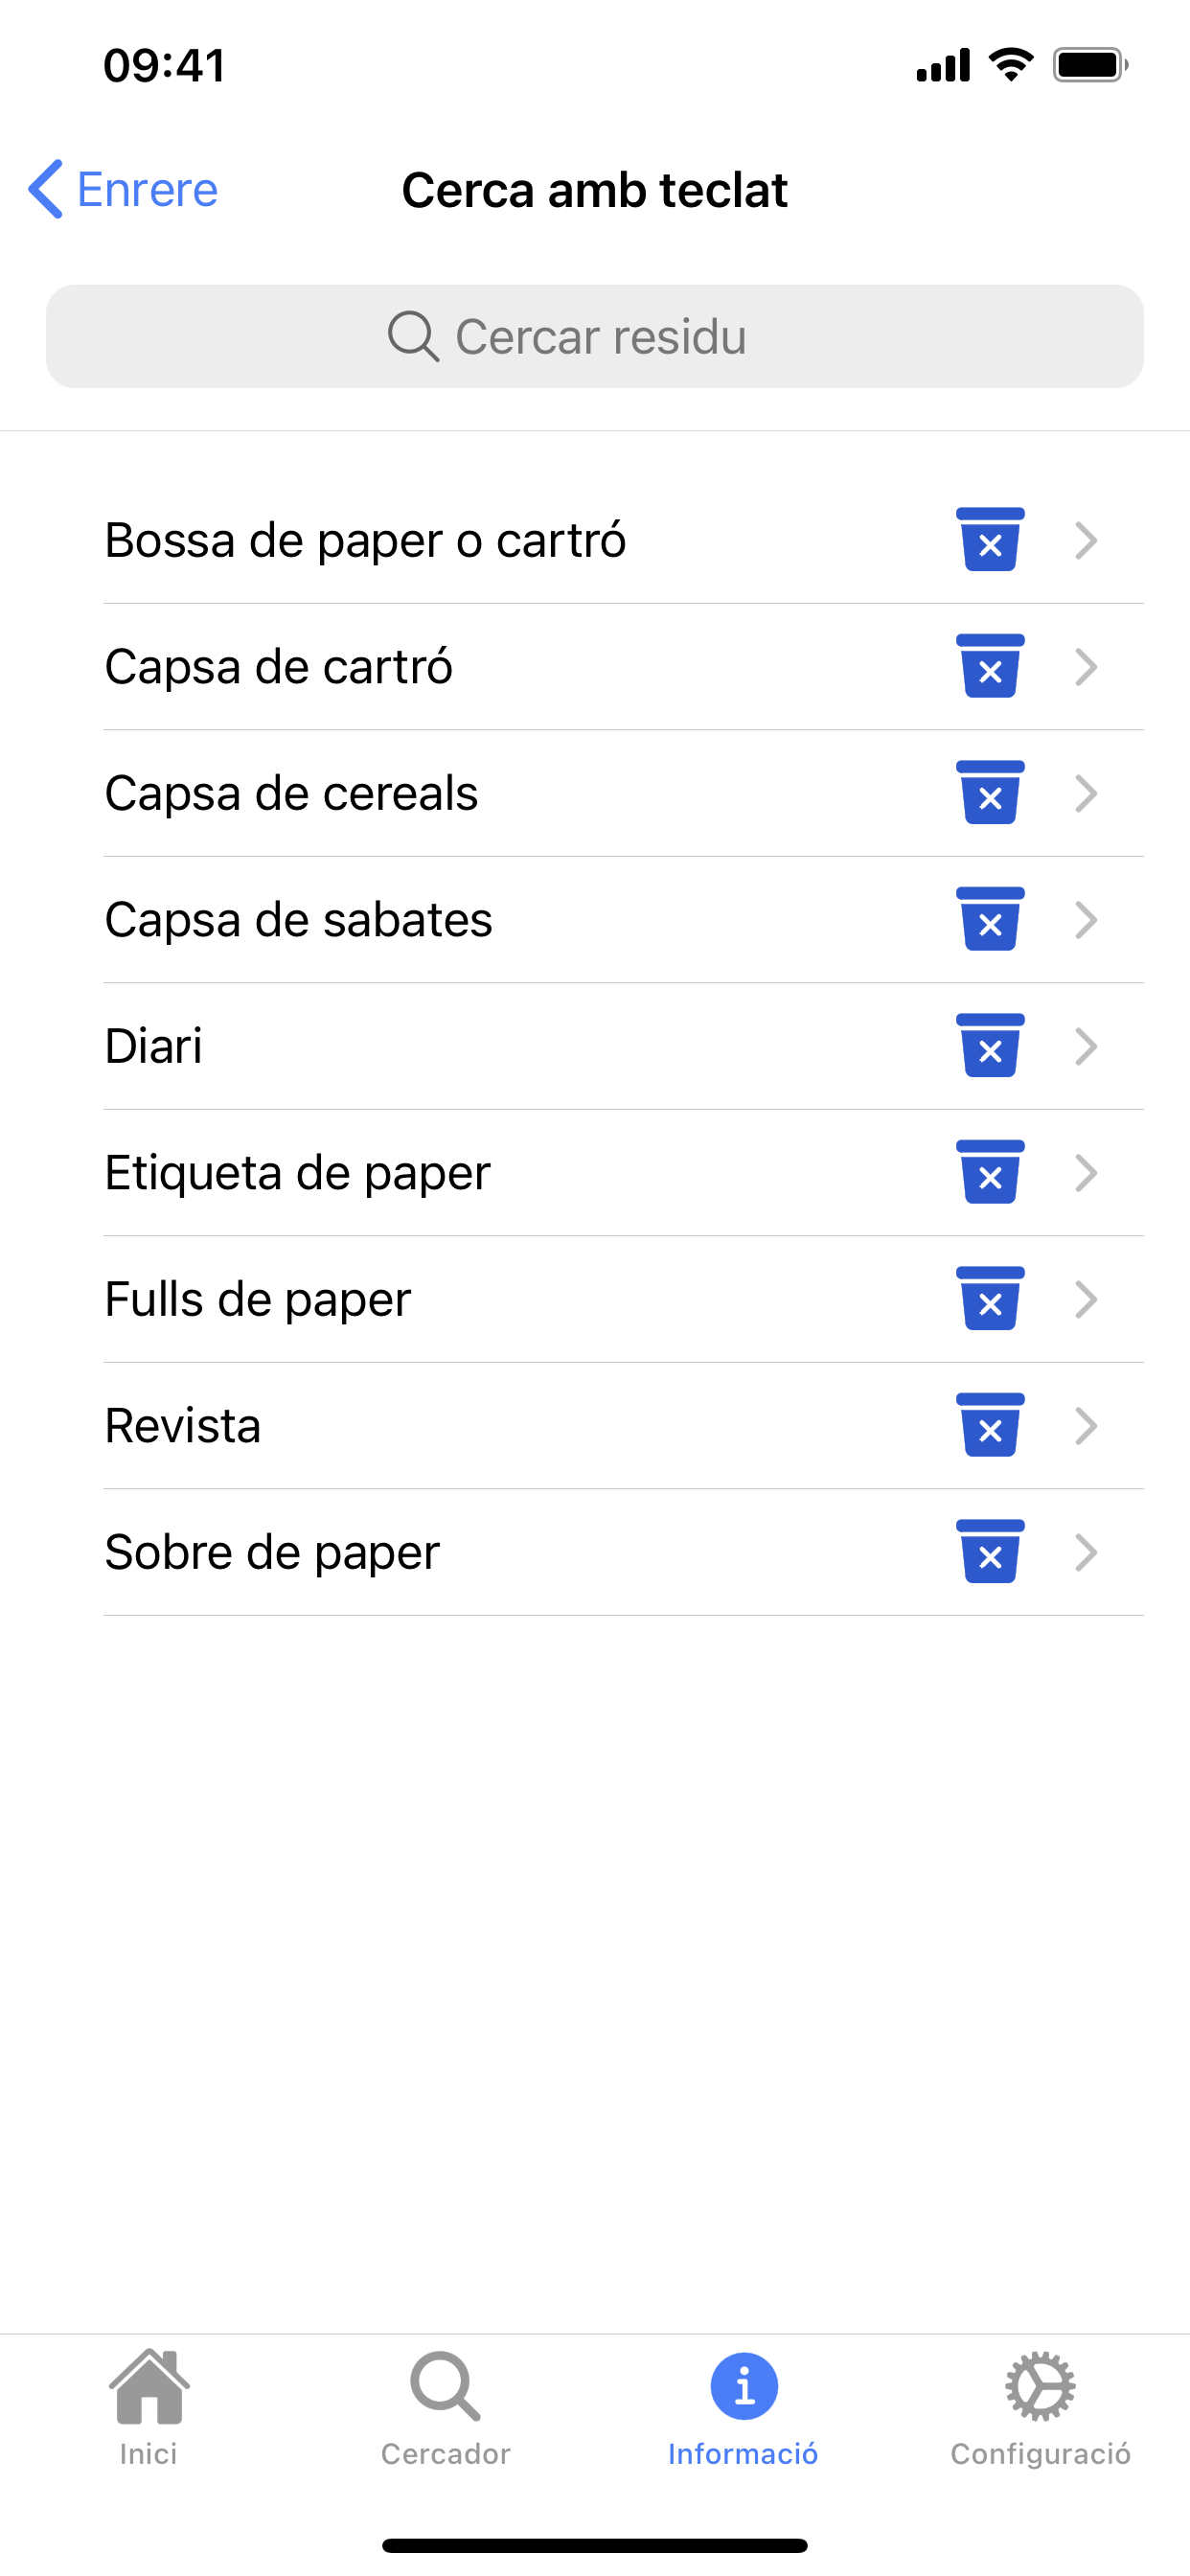 09:41
Enrere
Cerca amb teclat
Cercar residu
Bossa de paper o cartró
Capsa de cartró
Capsa de cereals
Capsa de sabates
Diari
Etiqueta de paper
Fulls de paper
Revista
Sobre de paper
Inici
Cercador
Informació
Configuració